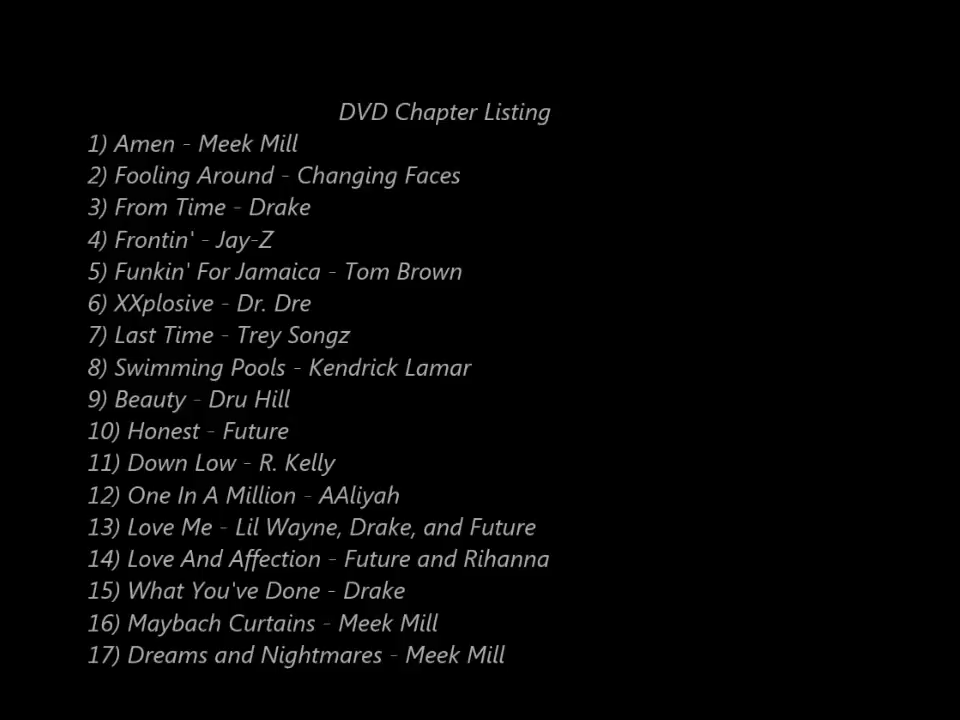 DVD Chapter Listing
1) Amen - Meek Mill
2) Fooling Around - Changing Faces
3) From Time - Drake
4) Frontin' - Jay-Z
5) Funkin' For Jamaica - Tom Brown
6) XXplosive - Dr. Dre
7) Last Time - Trey Songz
8) Swimming Pools - Kendrick Lamar
9) Beauty - Dru Hill
10) Honest - Future
11) Down Low - R. Kelly
12) One In A Million - AAliyah
13) Love Me - Lil Wayne, Drake, and Future
14) Love And Affection - Future and Rihanna
15) What You've Done - Drake
16) Maybach Curtains - Meek Mill
17) Dreams and Nightmares - Meek Mill